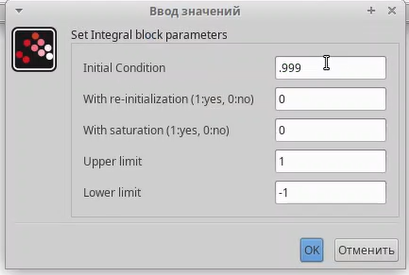 Ввод значений
Set Integral block parameters
Initial Condition .999
With re-initialization (1:yes, 0:no) 0
With saturation (1:yes, 0:no) 0
Upper limit 1
Lower limit -1
OK Отменить